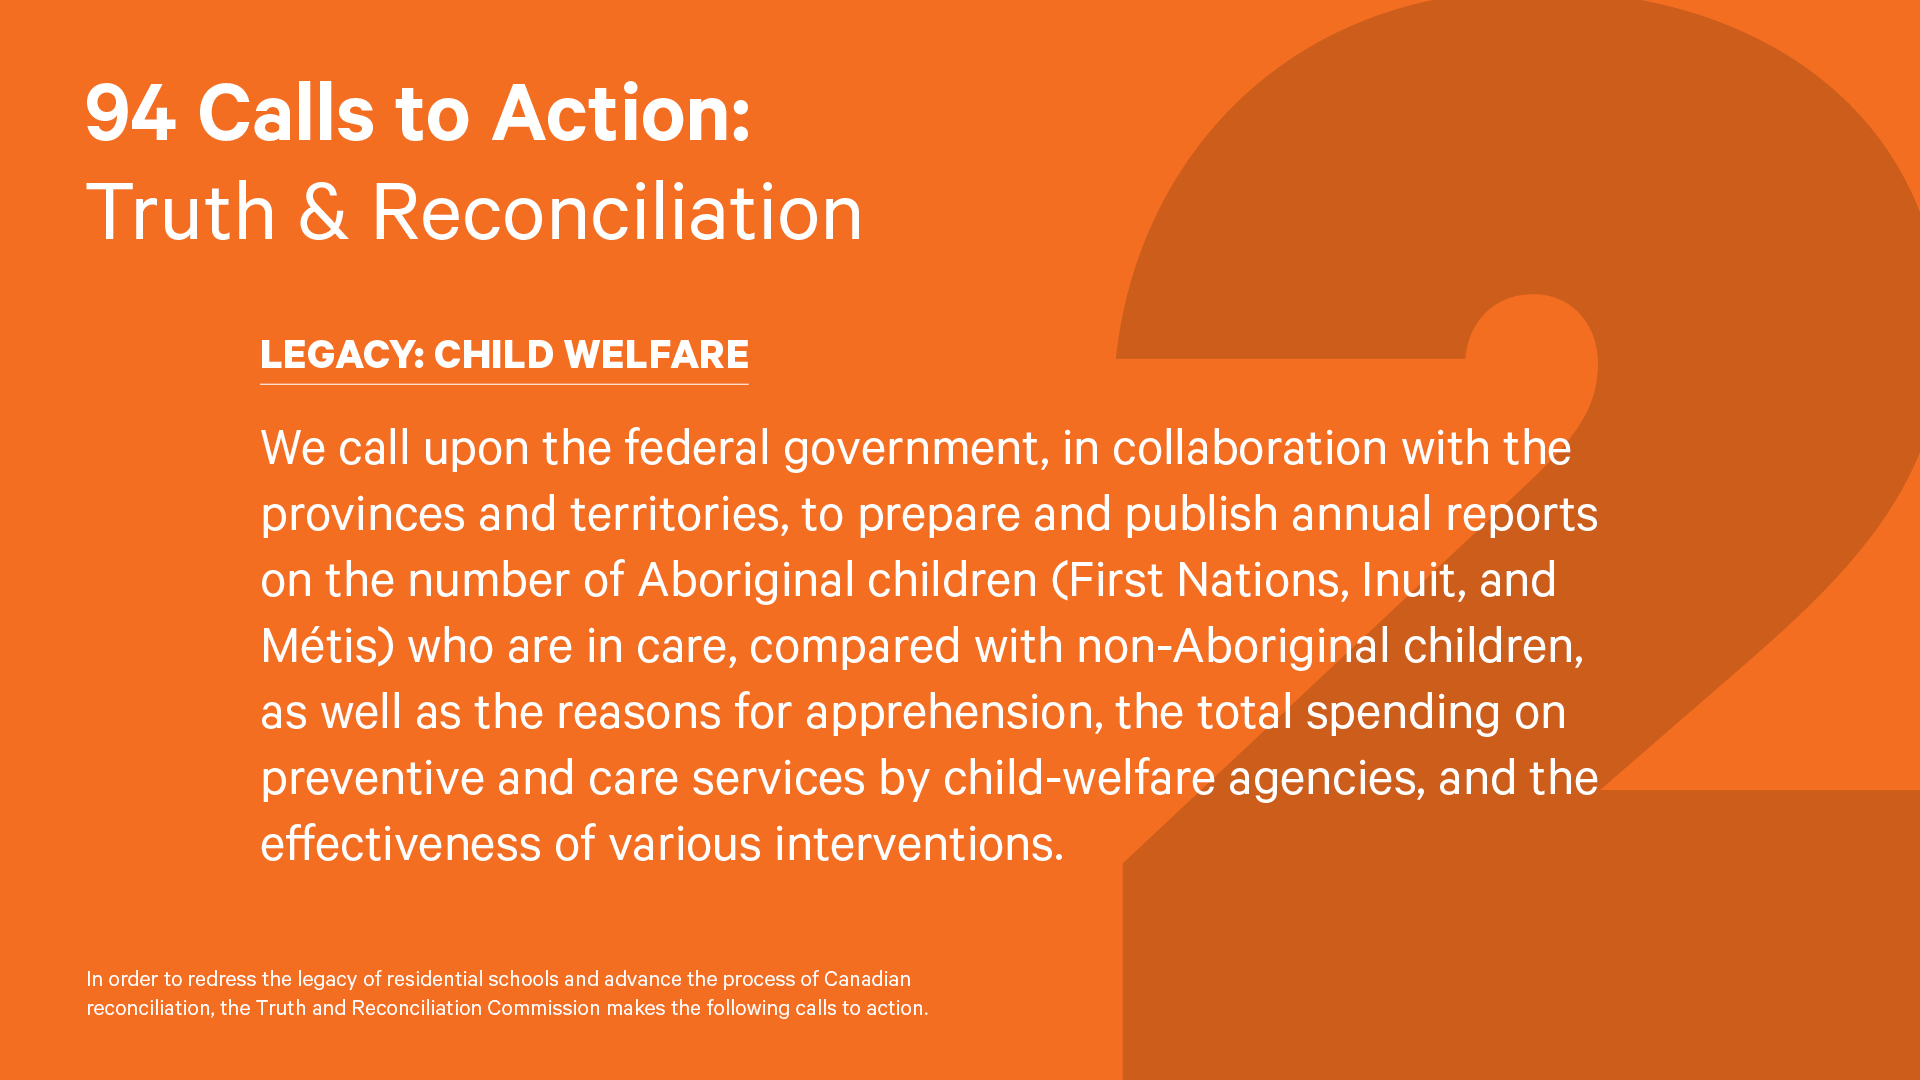 94 Calls to Action:
Truth & Reconciliation
2
LEGACY: CHILD WELFARE
We call upon the federal government, in collaboration with the
provinces and territories, to prepare and publish annual reports
on the number of Aboriginal children (First Nations, Inuit, and
Métis) who are in care, compared with non-Aboriginal children,
as well as the reasons for apprehension, the total spending on
preventive and care services by child-welfare agencies, and the
effectiveness of various interventions.
In order to redress the legacy of residential schools and advance the process of Canadian
reconciliation, the Truth and Reconciliation Commission makes the following calls to action.